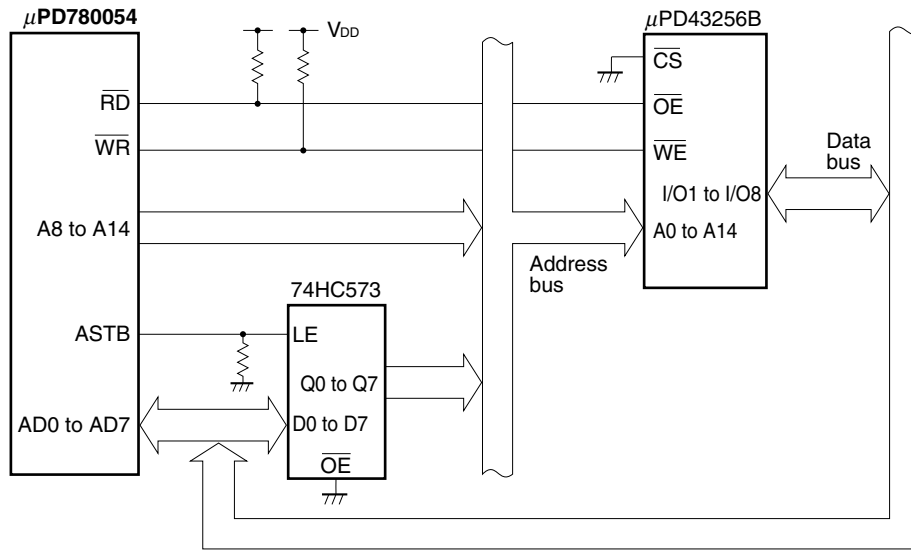 μPD780054
RD
WR
A8 to A14
ASTB
AD0 to AD7
VDD
74HC573
LE
Q0 to Q7
D0 to D7
OE
μPD43256B
CS
OE
WE
I/O1 to I/O8
A0 to A14
Address
bus
Data
bus